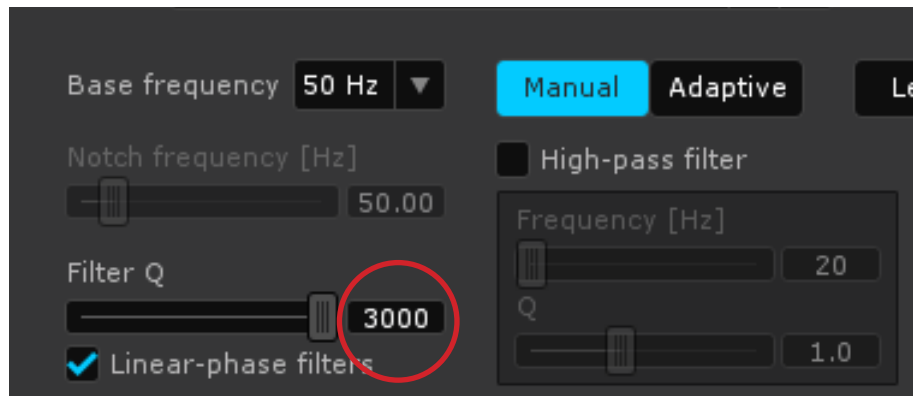 Base frequency 50 Hz
Manual Adaptive
Notch frequency [Hz]
50.00
High-pass filter
Filter Q
3000
Linear-phase filters
Frequency [Hz]
20
Q
1.0